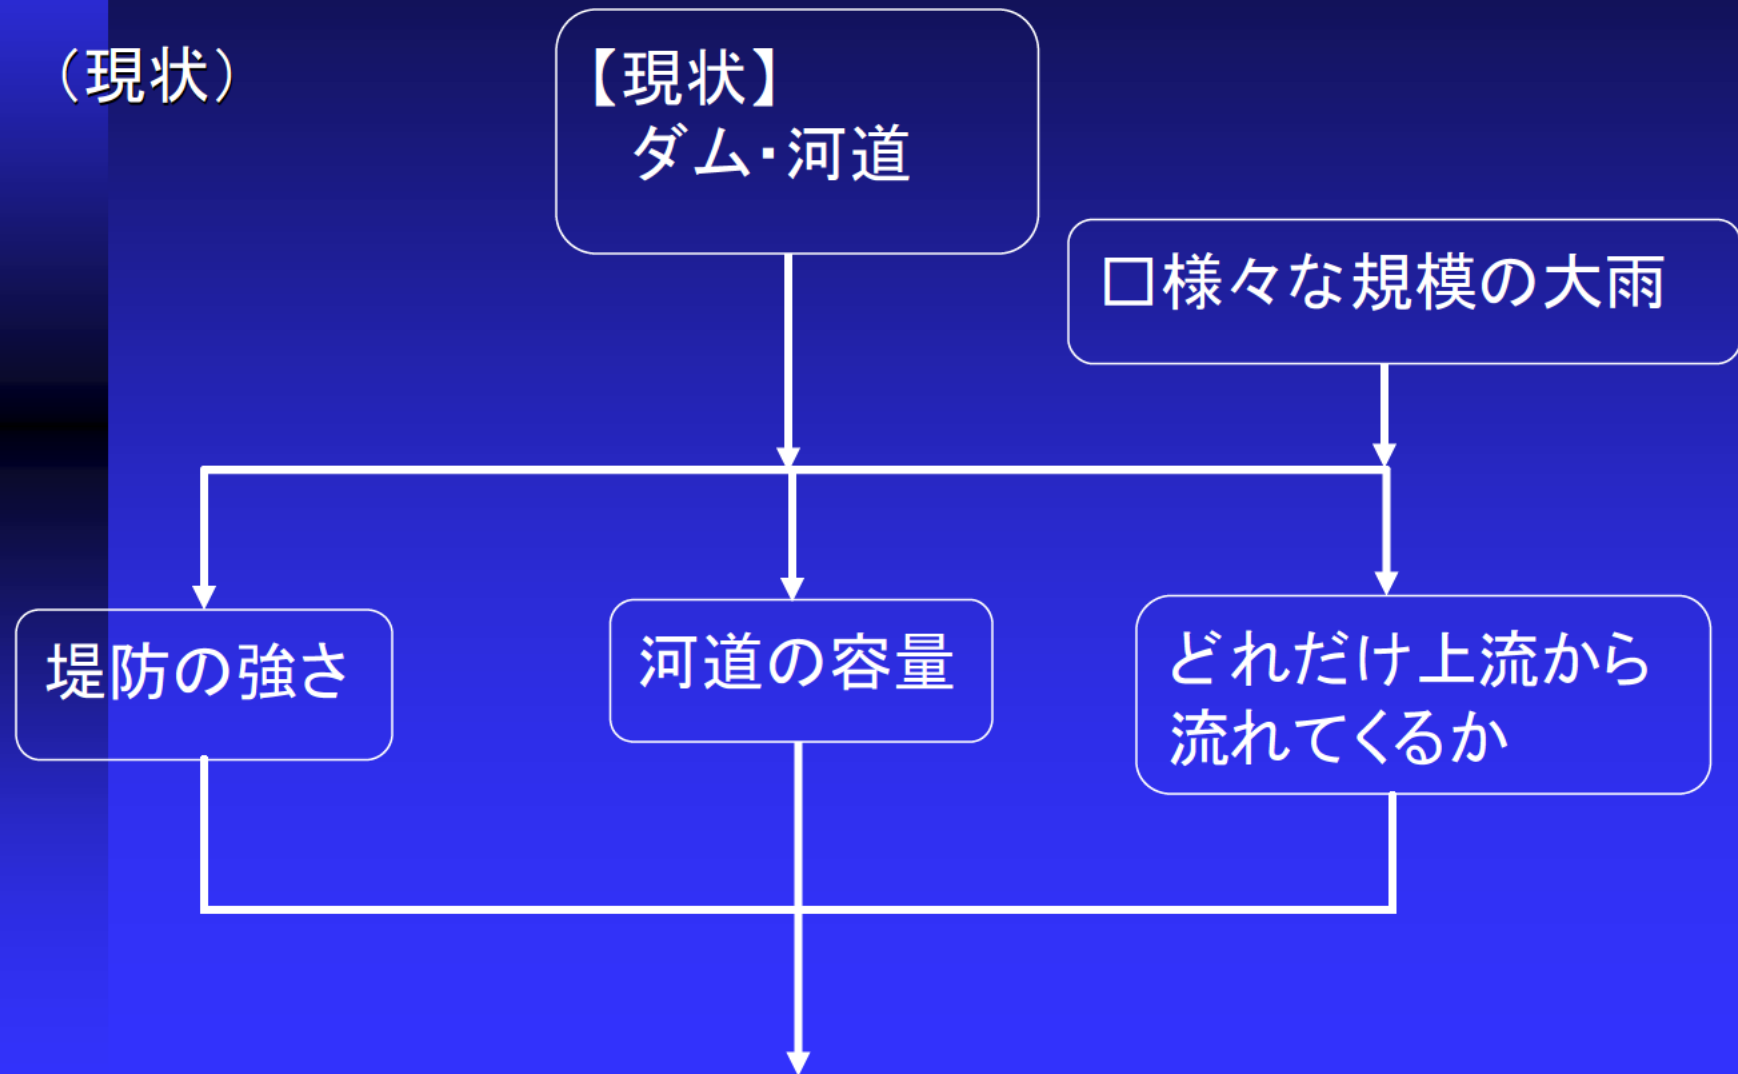 （現状）
【現状】
ダム・河道
□様々な規模の大雨
堤防の強さ
河道の容量
どれだけ上流から
流れてくるか